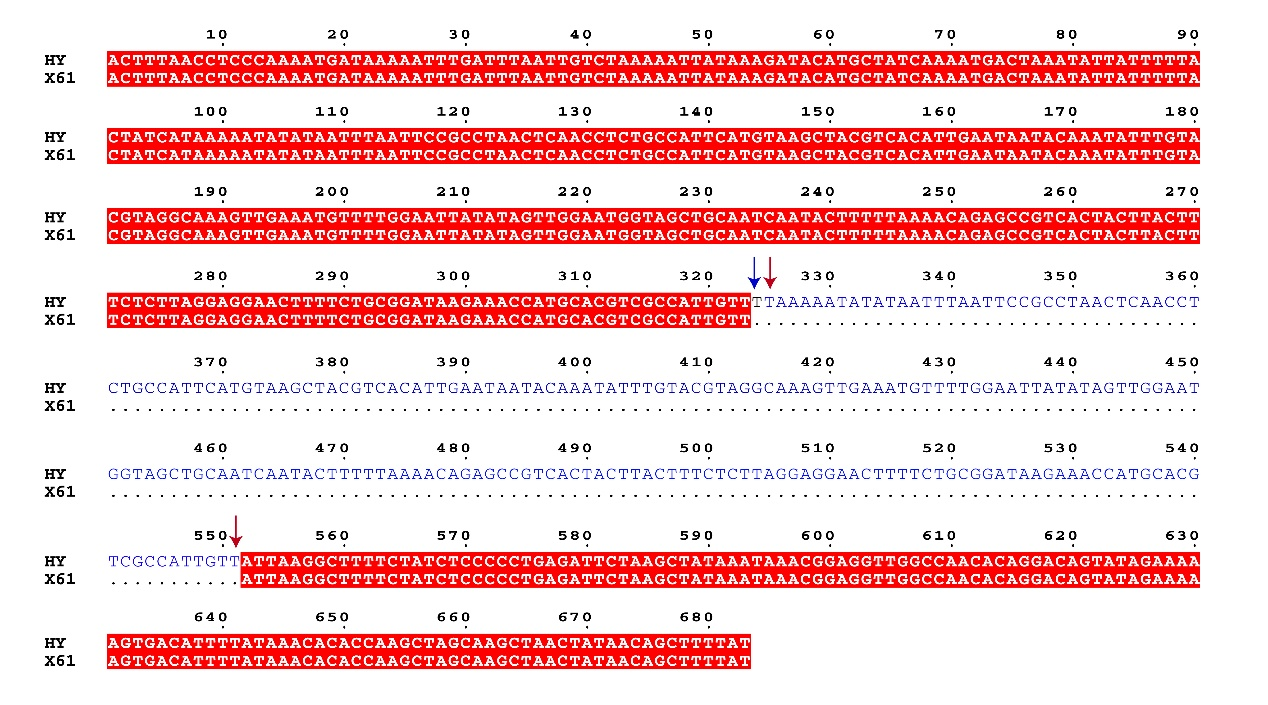 10 20 30 40 50 60 70 80 90
HY ACTTTAACCTCCCAAAATGATAAAAATTTGATTTAATTGTCTAAAAATTATAAAGATACATGCTATCAAAATGACTAAATATTATTTTTA
X61 ACTTTAACCTCCCAAAATGATAAAAATTTGATTTAATTGTCTAAAAATTATAAAGATACATGCTATCAAAATGACTAAATATTATTTTTA
100 110 120 130 140 150 160 170 180
HY CTATCATAAAAATATATAATTTAATTCCGCCTAACTCAACCTCTGCCATTCATGTAAGCTACGTCACATTGAATAATACAAATATTTGTA
X61 CTATCATAAAAATATATAATTTAATTCCGCCTAACTCAACCTCTGCCATTCATGTAAGCTACGTCACATTGAATAATACAAATATTTGTA
190 200 210 220 230 240 250 260 270
HY CGTAGGCAAAGTTGAAATGTTTTGGAATTATATAGTTGGAATGGTAGCTGCAATCAATACTTTTTAAAACAGAGCCGTCACTACTTACTT
X61 CGTAGGCAAAGTTGAAATGTTTTGGAATTATATAGTTGGAATGGTAGCTGCAATCAATACTTTTTAAAACAGAGCCGTCACTACTTACTT
280 290 300 310 320 330 340 350 360
HY TCTCTTAGGAGGAACTTTTCTGCGGATAAGAAACCATGCACGTCGCCATTGTTTTAAAAATATATAATTTAATTCCGCCTAACTCAACCT
X61 TCTCTTAGGAGGAACTTTTCTGCGGATAAGAAACCATGCACGTCGCCATTGTT.....................................
370 380 390 400 410 420 430 440 450
HY CTGCCATTCATGTAAGCTACGTCACATTGAATAATACAAATATTTGTACGTAGGCAAAGTTGAAATGTTTTGGAATTATATAGTTGGAAT
X61 ..........................................................................................
460 470 480 490 500 510 520 530 540
HY GGTAGCTGCAATCAATACTTTTTAAAACAGAGCCGTCACTACTTACTTTCTCTTAGGAGGAACTTTTCTGCGGATAAGAAACCATGCACG
X61 ..........................................................................................
550 560 570 580 590 600 610 620 630
HY TCGCCATTGTTATTAAGGCTTTTCTATCTCCCCCTGAGATTCTAAGCTATAAATAAACGGAGGTTGGCCAACACAGGACAGTATAGAAAA
X61 ...........ATTAAGGCTTTTCTATCTCCCCCTGAGATTCTAAGCTATAAATAAACGGAGGTTGGCCAACACAGGACAGTATAGAAAA
640 650 660 670 680
HY AGTGACATTTTATAAACACACCAAGCTAGCAAGCTAACTATAACAGCTTTTAT
X61 AGTGACATTTTATAAACACACCAAGCTAGCAAGCTAACTATAACAGCTTTTAT